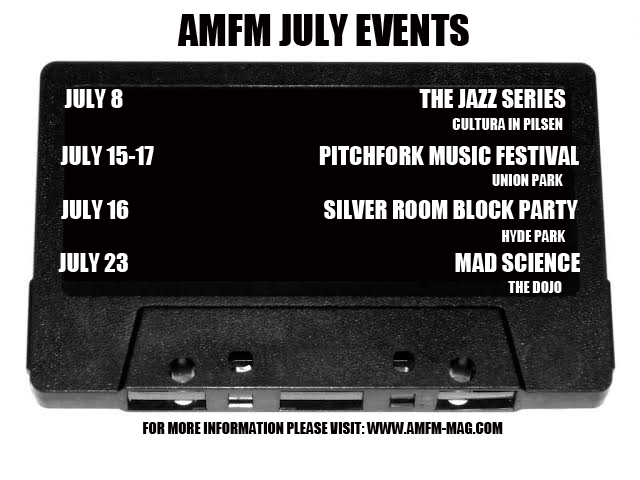 AMFM JULY EVENTS
JULY 8 THE JAZZ SERIES
CULTURA IN PILSEN
JULY 15-17 PITCHFORK MUSIC FESTIVAL
UNION PARK
JULY 16 SILVER ROOM BLOCK PARTY
HYDE PARK
JULY 23 MAD SCIENCE
THE DOJO
FOR MORE INFORMATION PLEASE VISIT: WWW.AMFM-MAG.COM